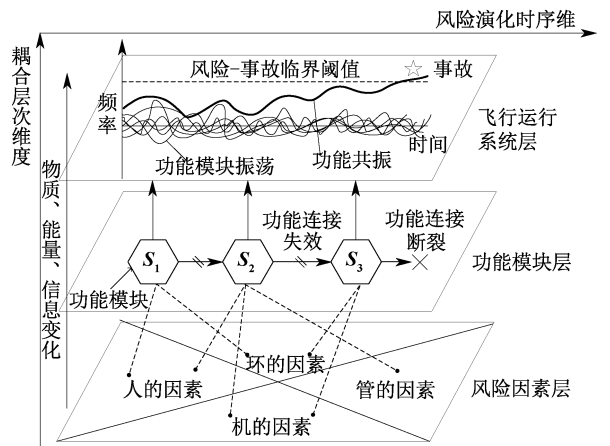 风险演化时序维
耦合层次维度
物质、能量、信息变化
风险-事故临界阈值
事故
频率
时间
功能模块振荡
功能共振
飞行运行
系统层
功能连接
失效
功能连接
断裂
S1
S2
S3
功能模块
功能模块层
环的因素
人的因素
管的因素
机的因素
风险因素层